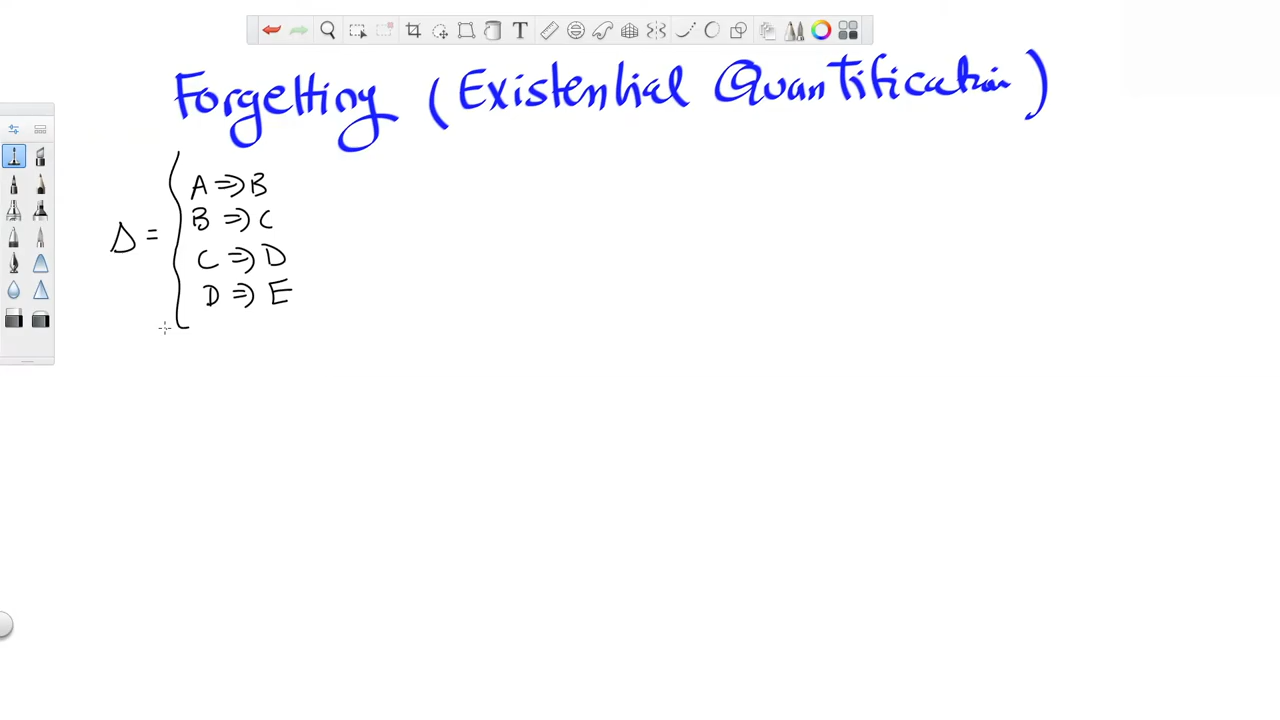 Forgetting (Existential Quantification)
Δ =
A ⇒ B
B ⇒ C
C ⇒ D
D ⇒ E